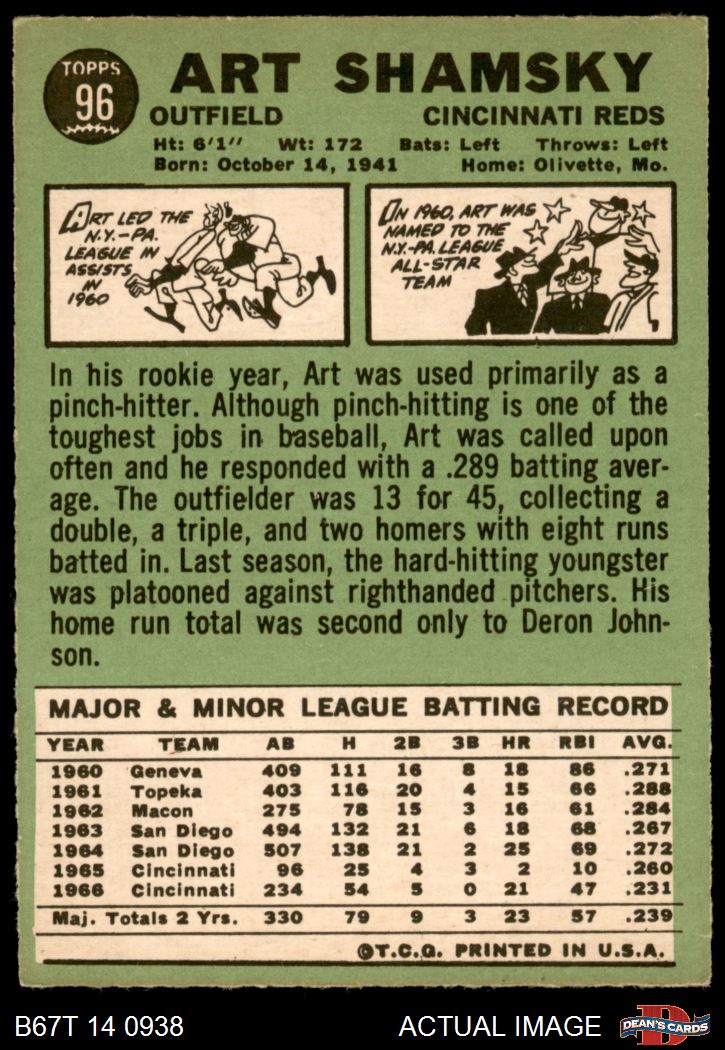 TOPPS
96
ART SHAMSKY
OUTFIELD CINCINNATI REDS
Ht: 6'1" Wt: 172 Bats: Left Throws: Left
Born: October 14, 1941 Home: Olivette, Mo.
ART LED THE
N.Y.-PA.
LEAGUE IN
ASSISTS
IN
1960
IN 1960, ART WAS
NAMED TO THE
N.Y.-PA. LEAGUE
ALL-STAR
TEAM
In his rookie year, Art was used primarily as a
pinch-hitter. Although pinch-hitting is one of the
toughest jobs in baseball, Art was called upon
often and he responded with a .289 batting aver-
age. The outfielder was 13 for 45, collecting a
double, a triple, and two homers with eight runs
batted in. Last season, the hard-hitting youngster
was platooned against righthanded pitchers. His
home run total was second only to Deron John-
son.
MAJOR & MINOR LEAGUE BATTING RECORD
YEAR TEAM AB H 2B 3B HR RBI AVG.
1960 Geneva 409 111 16 8 18 86 .271
1961 Topeka 403 116 20 4 15 66 .288
1962 Macon 275 78 15 3 16 61 .284
1963 San Diego 494 132 21 6 18 68 .267
1964 San Diego 507 138 21 2 25 69 .272
1965 Cincinnati 96 25 4 3 2 10 .260
1966 Cincinnati 234 54 5 0 21 47 .231
Maj. Totals 2 Yrs. 330 79 9 3 23 57 .239
©T.C.G. PRINTED IN U.S.A.
B67T 14 0938 ACTUAL IMAGE DEAN'S CARDS